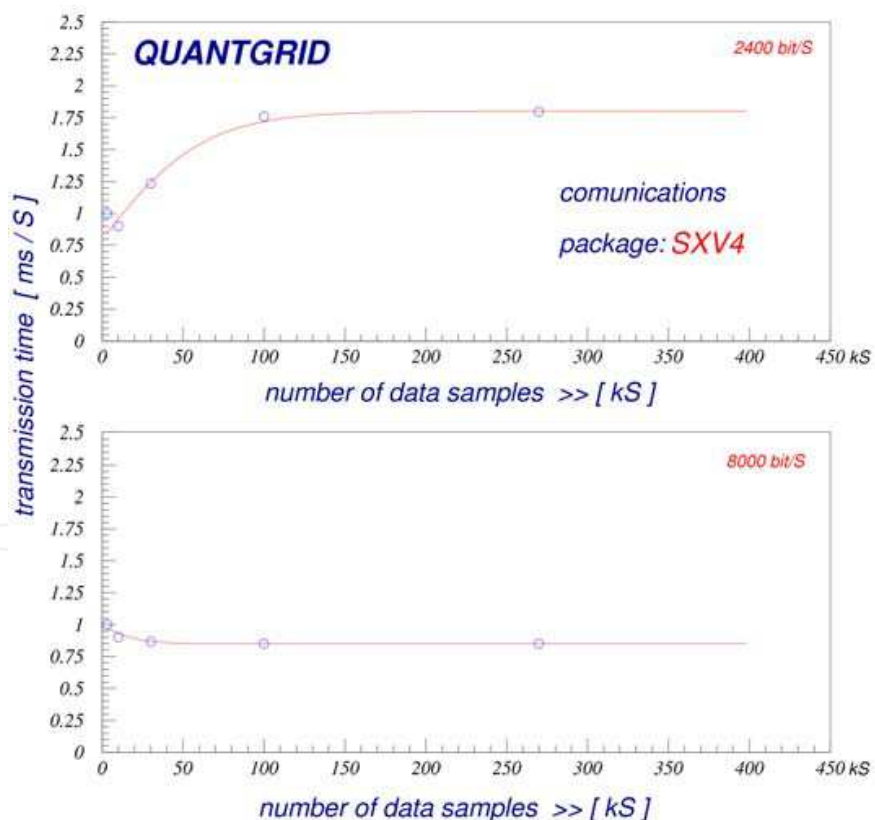 QUANTGRID
2400 bit/S
2.5
2.25
2
1.75
1.5
1.25
1
0.75
0.5
0.25
0
comunications
package: SXV4
0 50 100 150 200 250 300 350 400 450 kS
number of data samples >> [ kS ]
transmission time [ ms / S ]
8000 bit/S
2.5
2.25
2
1.75
1.5
1.25
1
0.75
0.5
0.25
0
0 50 100 150 200 250 300 350 400 450 kS
number of data samples >> [ kS ]